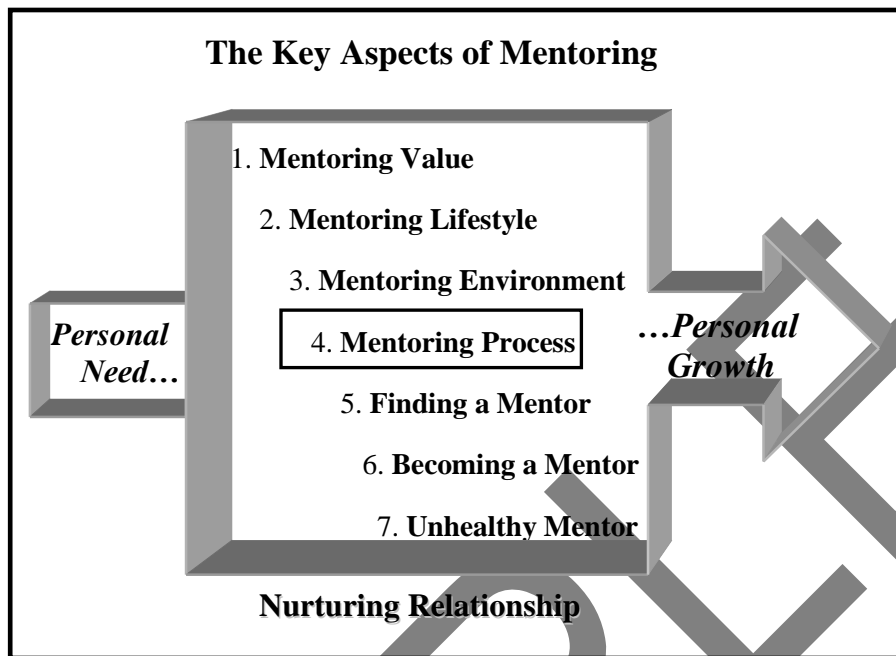 The Key Aspects of Mentoring
1. Mentoring Value
2. Mentoring Lifestyle
3. Mentoring Environment
4. Mentoring Process
5. Finding a Mentor
6. Becoming a Mentor
7. Unhealthy Mentor
Personal
Need…
…Personal
Growth
Nurturing Relationship